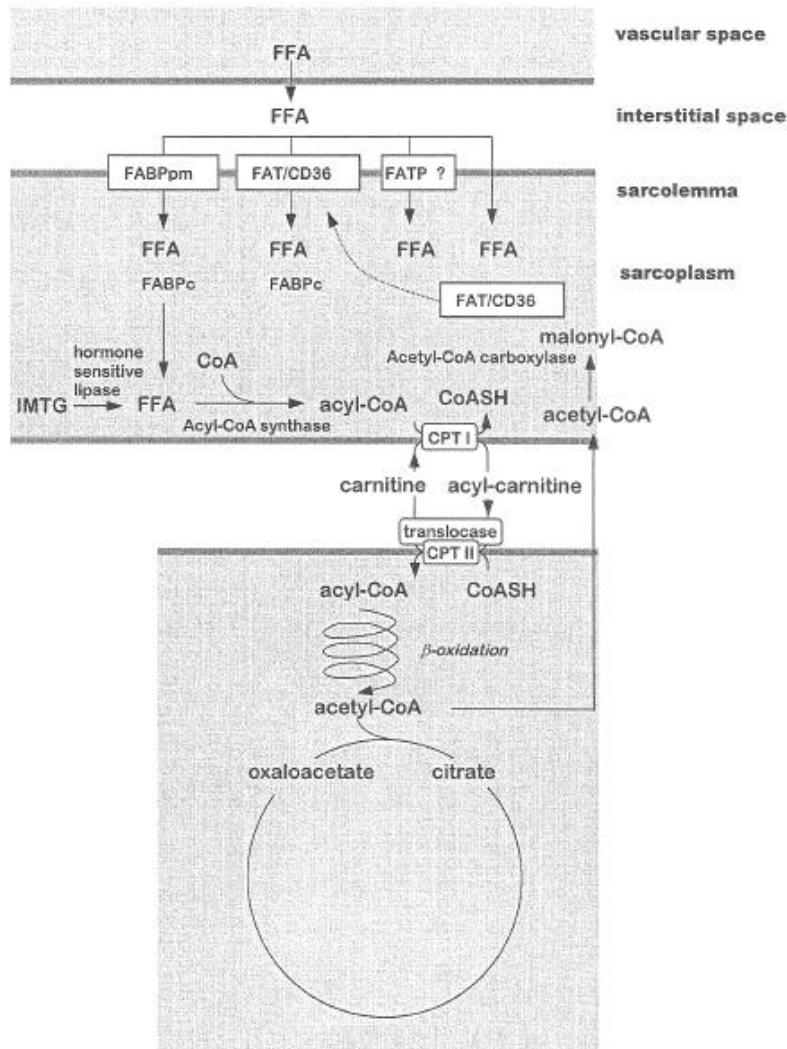 vascular space
FFA
interstitial space
FFA
FABPpm
FAT/CD36
FATP ?
sarcolemma
FFA
FFA
FFA
FFA
FABPc
FABPc
sarcoplasm
FAT/CD36
malonyl-CoA
Acetyl-CoA carboxylase
hormone
sensitive
lipase
CoA
IMTG
FFA
acyl-CoA
CoASH
acetyl-CoA
Acyl-CoA synthase
CPT I
carnitine
acyl-carnitine
translocase
CPT II
acyl-CoA
CoASH
β-oxidation
acetyl-CoA
oxaloacetate
citrate